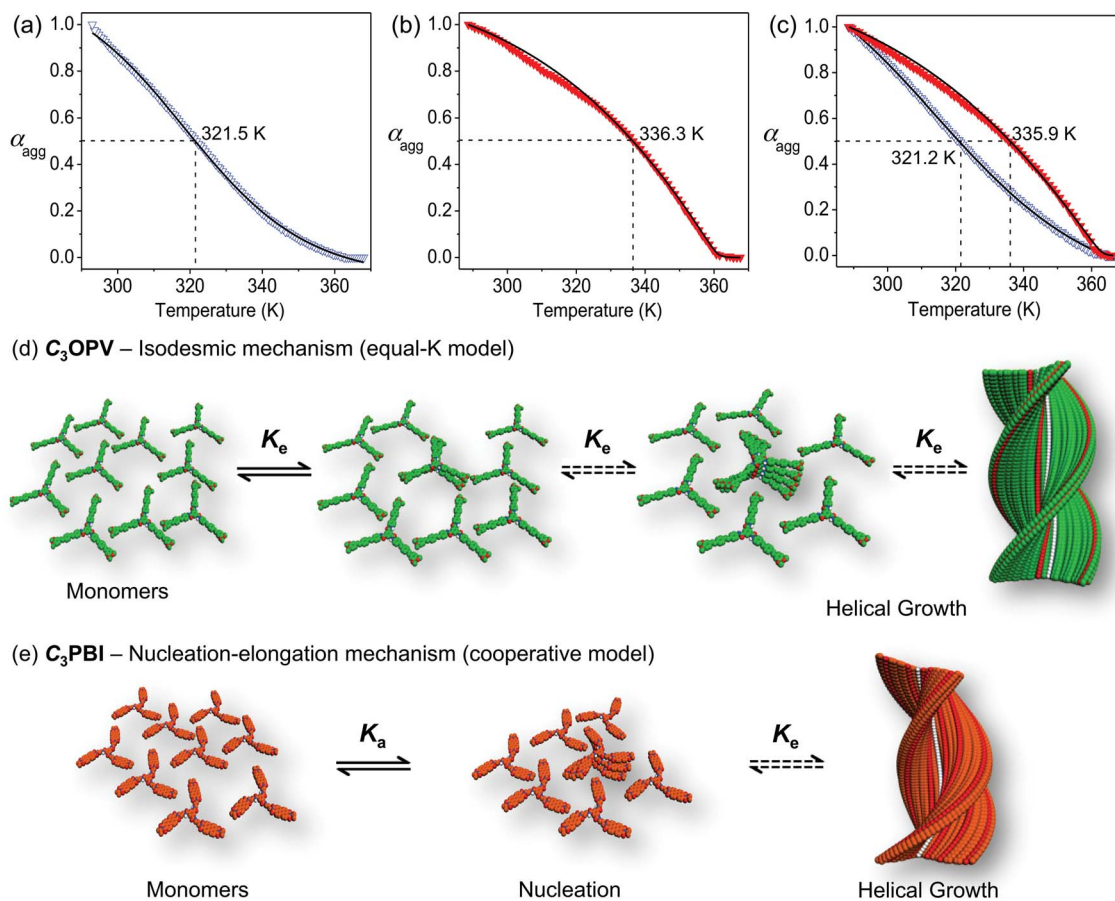 (a)
1.0
0.8
0.6
αagg
0.4
0.2
0.0
321.5 K
300 320 340 360
Temperature (K)
(b)
1.0
0.8
0.6
αagg
0.4
0.2
0.0
336.3 K
300 320 340 360
Temperature (K)
(c)
1.0
0.8
0.6
αagg
0.4
0.2
0.0
335.9 K
321.2 K
300 320 340 360
Temperature (K)
(d) C3OPV – Isodesmic mechanism (equal-K model)
Ke
Ke
Ke
Monomers
Helical Growth
(e) C3PBI – Nucleation-elongation mechanism (cooperative model)
Ka
Ke
Monomers
Nucleation
Helical Growth